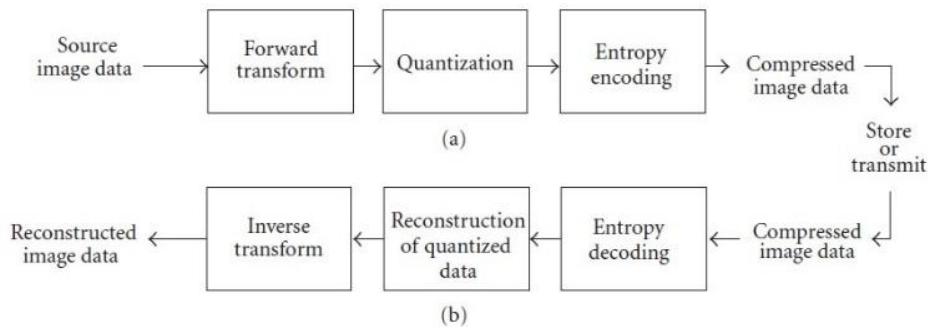 Source
image data
Forward
transform
Quantization
Entropy
encoding
Compressed
image data
(a)
Store
or
transmit
Reconstructed
image data
Inverse
transform
Reconstruction
of quantized
data
Entropy
decoding
Compressed
image data
(b)